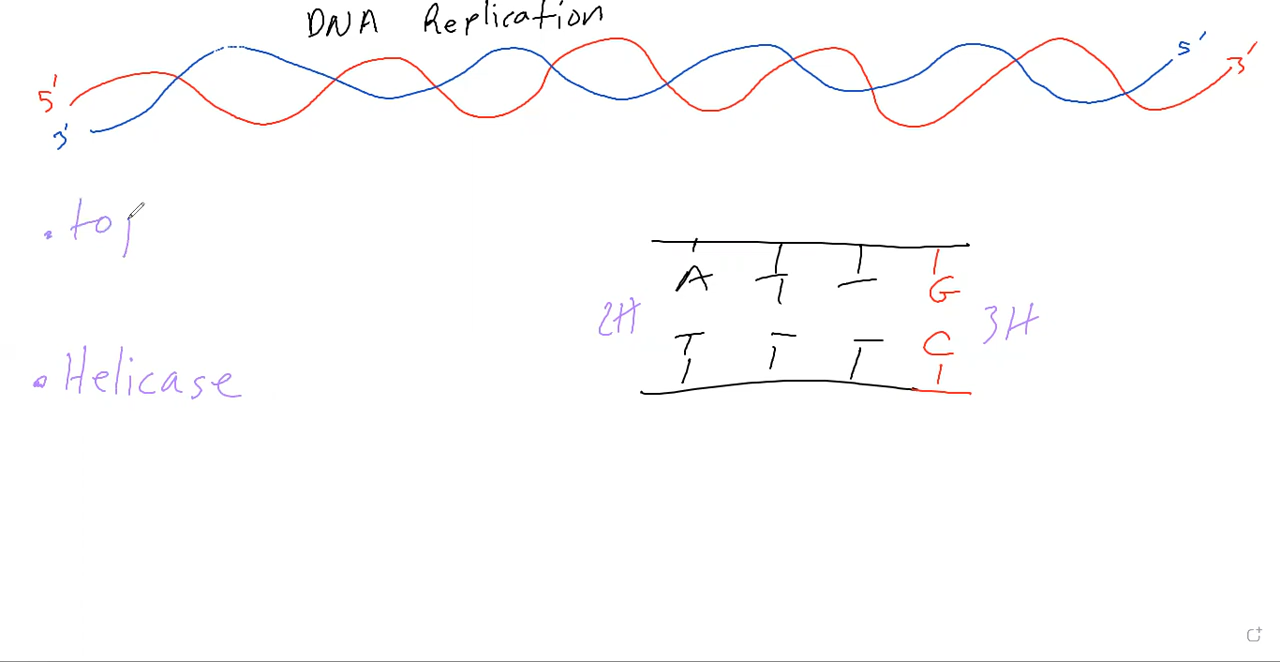 DNA Replication
5' 3'
5' 3'
• top
A G
2H 3H
T C
• Helicase